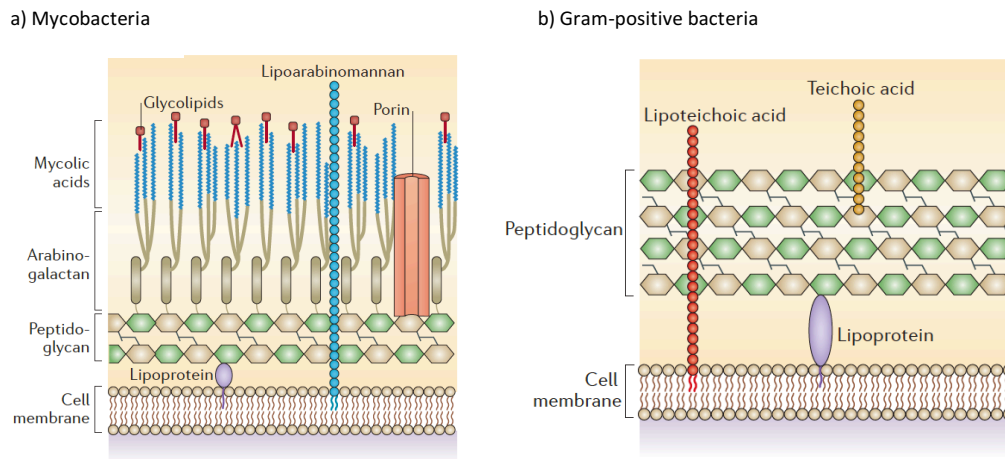 a) Mycobacteria
Lipoarabinomannan
Glycolipids
Porin
Mycolic
acids
Arabino-
galactan
Peptido-
glycan
Lipoprotein
Cell
membrane
b) Gram-positive bacteria
Teichoic acid
Lipoteichoic acid
Peptidoglycan
Lipoprotein
Cell
membrane